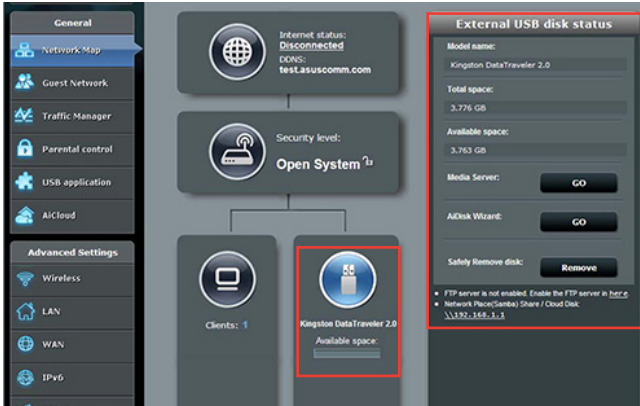 General
Network Map
Guest Network
Traffic Manager
Parental control
USB application
AiCloud
Advanced Settings
Wireless
LAN
WAN
IPv6
Internet status:
Disconnected
DDNS:
test.asuscomm.com
Security level:
Open System
Clients: 1
Kingston DataTraveler 2.0
Available space:
External USB disk status
Model name:
Kingston DataTraveler 2.0
Total space:
3.776 GB
Available space:
3.763 GB
Media Server:
GO
AiDisk Wizard:
GO
Safely Remove disk:
Remove
FTP server is not enabled. Enable the FTP server in here.
Network Place(Samba) Share / Cloud Disk:
\\192.168.1.1